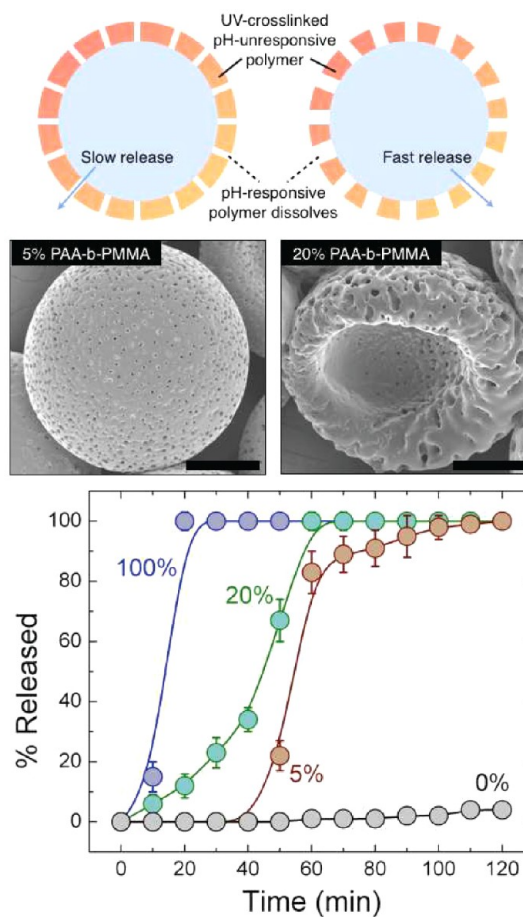 UV-crosslinked
pH-unresponsive
polymer
Slow release
Fast release
pH-responsive
polymer dissolves
5% PAA-b-PMMA
20% PAA-b-PMMA
100
80
60
40
20
0
% Released
100%
20%
5%
0%
0 20 40 60 80 100 120
Time (min)